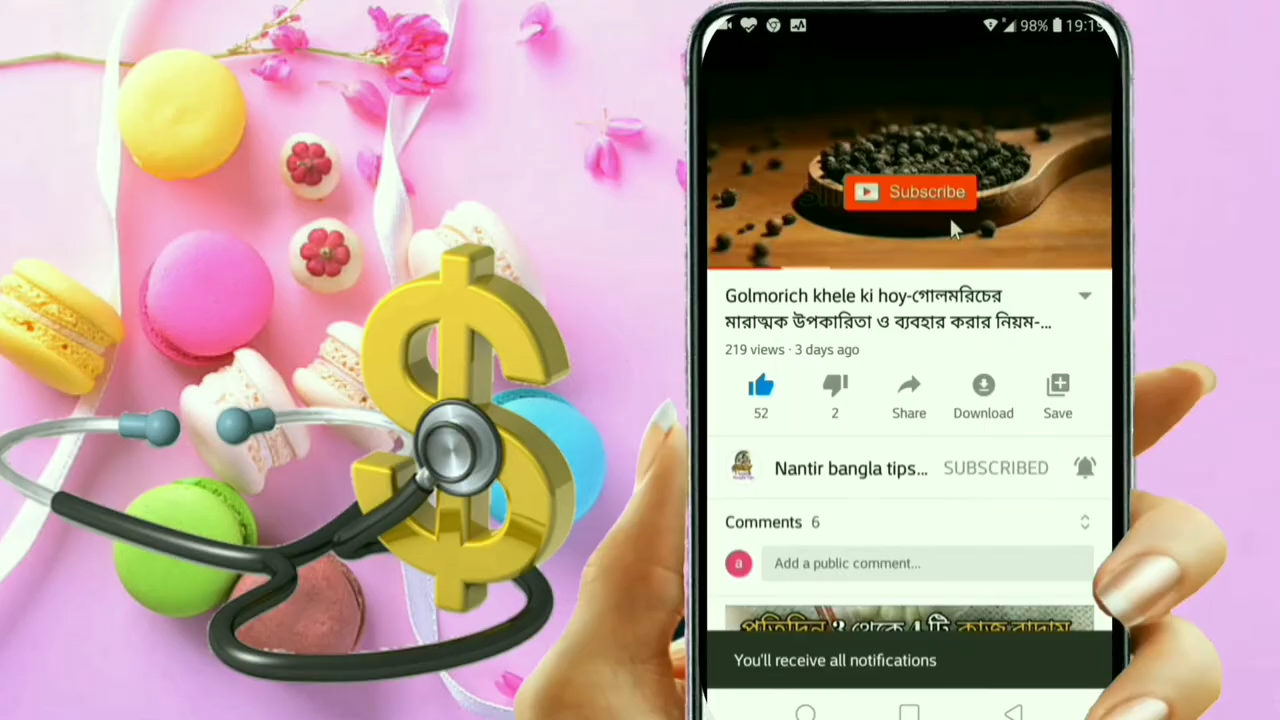 98% 19:19
Subscribe
Golmorich khele ki hoy-গোলমরিচের
মারাত্মক উপকারিতা ও ব্যবহার করার নিয়ম-...
219 views · 3 days ago
52
2
Share
Download
Save
Nantir bangla tips... SUBSCRIBED
Comments 6
a
Add a public comment...
প্রতিদিন 3 থেকে 4 টি কাজু বাদাম
You'll receive all notifications